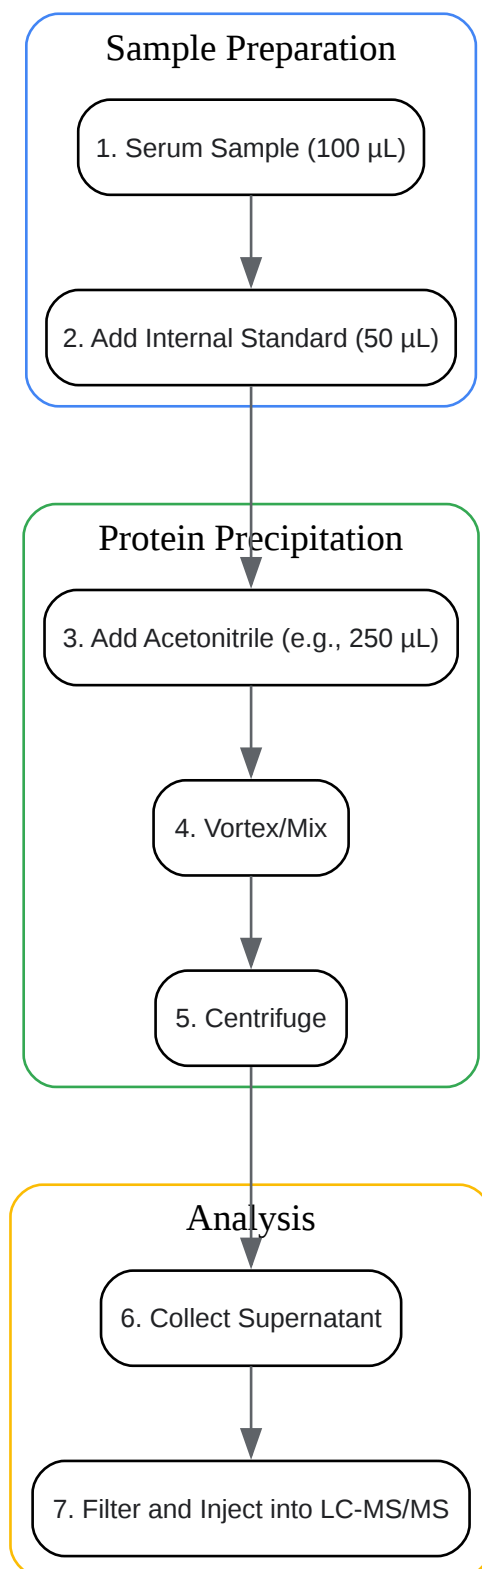 Sample Preparation
1. Serum Sample (100 µL)
2. Add Internal Standard (50 µL)
Protein Precipitation
3. Add Acetonitrile (e.g., 250 µL)
4. Vortex/Mix
5. Centrifuge
Analysis
6. Collect Supernatant
7. Filter and Inject into LC-MS/MS